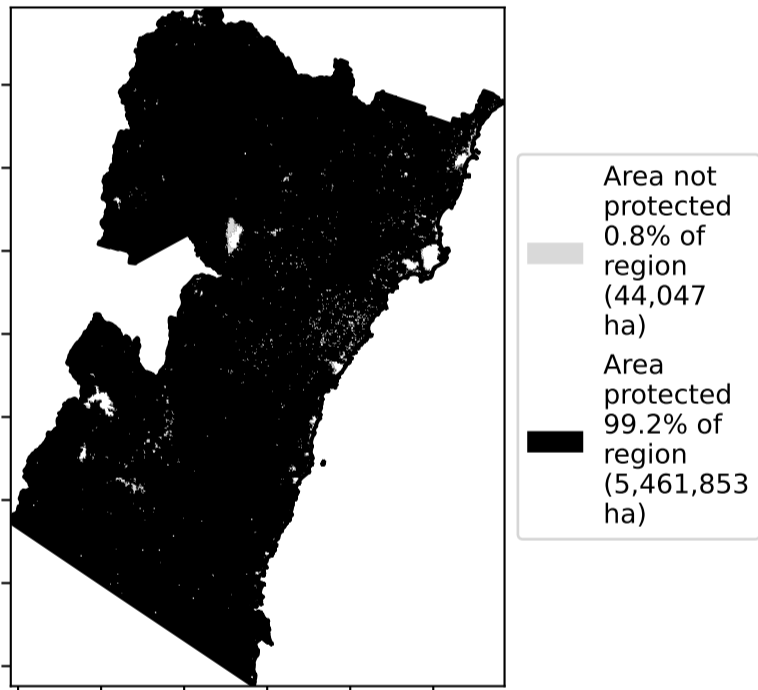 Area not
protected
0.8% of
region
(44,047
ha)
Area
protected
99.2% of
region
(5,461,853
ha)